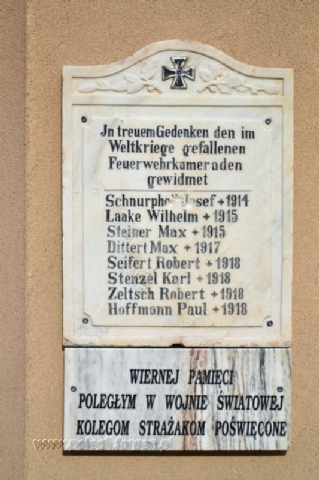 Jn treuem Gedenken den im
Weltkriege gefallenen
Feuerwehrkameraden
gewidmet
Josef + 1914
Laake Wilhelm + 1915
Steiner Max + 1915
Dittert Max + 1917
Seifert Robert + 1918
Stenzel Karl + 1918
Zeltsch Robert + 1918
Hoffmann Paul + 1918
WIERNEJ PAMIĘCI
POLEGŁYM W WOJNIE ŚWIATOWEJ
KOLEGOM STRAŻAKOM POŚWIĘCONE